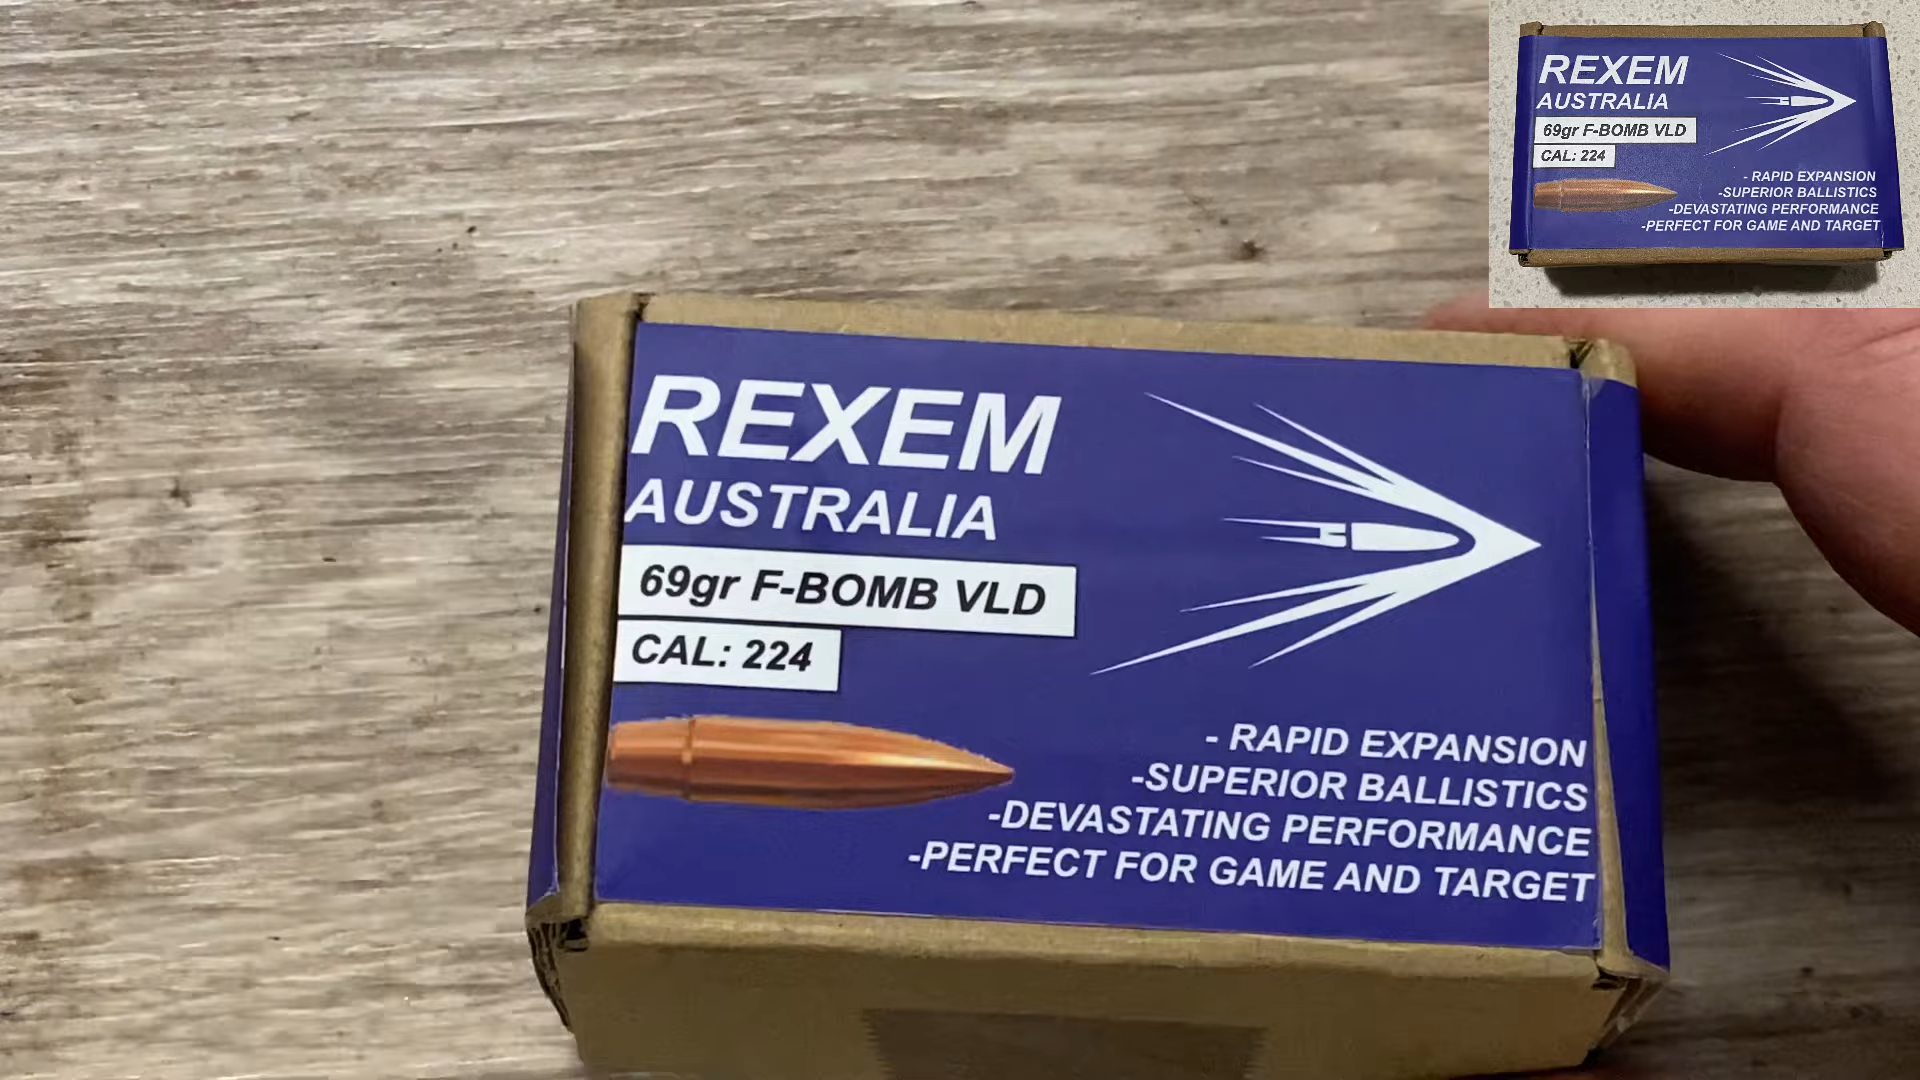 REXEM
AUSTRALIA
69gr F-BOMB VLD
CAL: 224
- RAPID EXPANSION
-SUPERIOR BALLISTICS
-DEVASTATING PERFORMANCE
-PERFECT FOR GAME AND TARGET
REXEM
AUSTRALIA
69gr F-BOMB VLD
CAL: 224
- RAPID EXPANSION
-SUPERIOR BALLISTICS
-DEVASTATING PERFORMANCE
-PERFECT FOR GAME AND TARGET